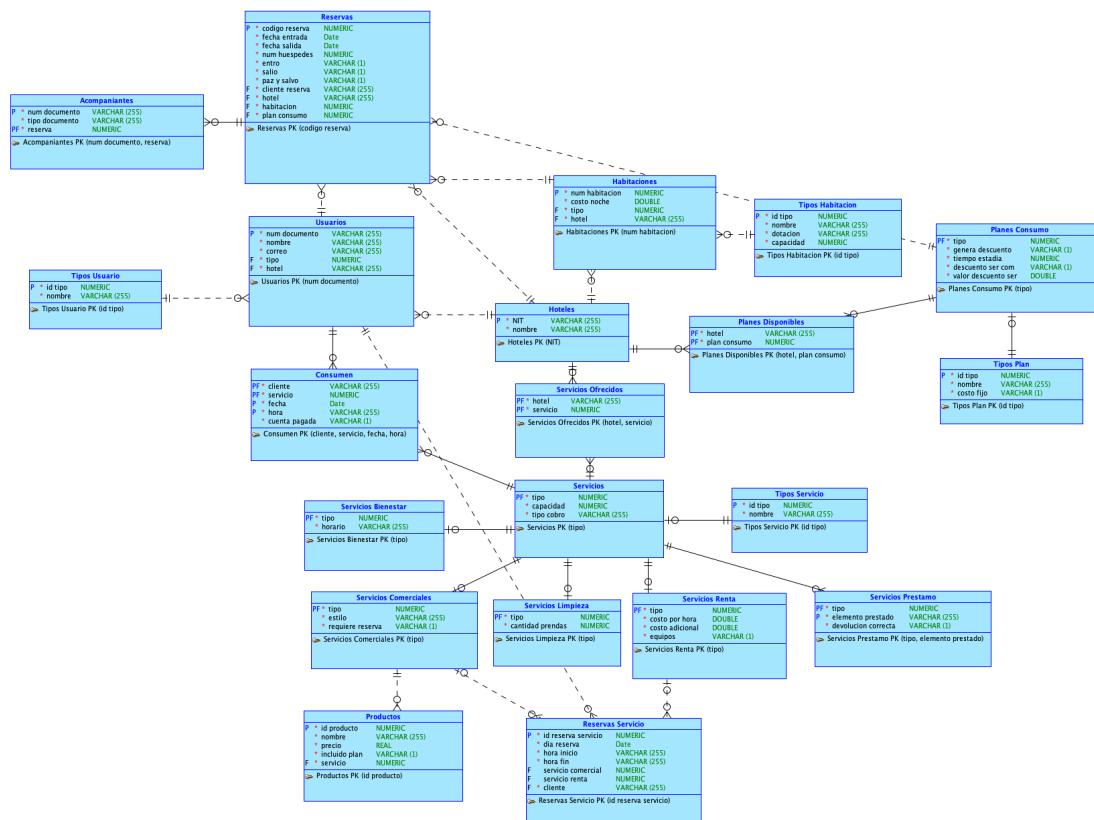 Reservas
P * codigo reserva NUMERIC
* fecha entrada Date
* fecha salida Date
* num huespedes NUMERIC
* entro VARCHAR (1)
* salio VARCHAR (1)
* paz y salvo VARCHAR (1)
F * cliente reserva VARCHAR (255)
F * hotel VARCHAR (255)
F * habitacion NUMERIC
F * plan consumo NUMERIC
Reservas PK (codigo reserva)
Acompaniantes
P * num documento VARCHAR (255)
* tipo documento VARCHAR (255)
PF * reserva NUMERIC
Acompaniantes PK (num documento, reserva)
Habitaciones
P * num habitacion NUMERIC
* costo noche DOUBLE
F * tipo NUMERIC
F * hotel VARCHAR (255)
Habitaciones PK (num habitacion)
Tipos Habitacion
P * id tipo NUMERIC
* nombre VARCHAR (255)
* dotacion VARCHAR (255)
* capacidad NUMERIC
Tipos Habitacion PK (id tipo)
Planes Consumo
PF * tipo NUMERIC
* genera descuento VARCHAR (1)
* tiempo estadia NUMERIC
* descuento ser com VARCHAR (1)
* valor descuento ser DOUBLE
Planes Consumo PK (tipo)
Usuarios
P * num documento VARCHAR (255)
* nombre VARCHAR (255)
* correo VARCHAR (255)
F * tipo NUMERIC
F * hotel VARCHAR (255)
Usuarios PK (num documento)
Tipos Usuario
P * id tipo NUMERIC
* nombre VARCHAR (255)
Tipos Usuario PK (id tipo)
Hoteles
P * NIT VARCHAR (255)
* nombre VARCHAR (255)
Hoteles PK (NIT)
Planes Disponibles
PF * hotel VARCHAR (255)
PF * plan consumo NUMERIC
Planes Disponibles PK (hotel, plan consumo)
Tipos Plan
P * id tipo NUMERIC
* nombre VARCHAR (255)
* costo fijo VARCHAR (1)
Tipos Plan PK (id tipo)
Consumen
PF * cliente VARCHAR (255)
PF * servicio NUMERIC
P * fecha Date
P * hora VARCHAR (255)
* cuenta pagada VARCHAR (1)
Consumen PK (cliente, servicio, fecha, hora)
Servicios Ofrecidos
PF * hotel VARCHAR (255)
PF * servicio NUMERIC
Servicios Ofrecidos PK (hotel, servicio)
Servicios
PF * tipo NUMERIC
* capacidad NUMERIC
* tipo cobro VARCHAR (255)
Servicios PK (tipo)
Tipos Servicio
P * id tipo NUMERIC
* nombre VARCHAR (255)
Tipos Servicio PK (id tipo)
Servicios Bienestar
PF * tipo NUMERIC
* horario VARCHAR (255)
Servicios Bienestar PK (tipo)
Servicios Comerciales
PF * tipo NUMERIC
* estilo VARCHAR (255)
* requiere reserva VARCHAR (1)
Servicios Comerciales PK (tipo)
Servicios Limpieza
PF * tipo NUMERIC
* cantidad prendas NUMERIC
Servicios Limpieza PK (tipo)
Servicios Renta
PF * tipo NUMERIC
* costo por hora DOUBLE
* costo adicional DOUBLE
* equipos VARCHAR (1)
Servicios Renta PK (tipo)
Servicios Prestamo
PF * tipo NUMERIC
P * elemento prestado VARCHAR (255)
* devolucion correcta VARCHAR (1)
Servicios Prestamo PK (tipo, elemento prestado)
Productos
P * id producto NUMERIC
* nombre VARCHAR (255)
* precio REAL
* incluido plan VARCHAR (1)
F * servicio NUMERIC
Productos PK (id producto)
Reservas Servicio
P * id reserva servicio NUMERIC
* dia reserva Date
* hora inicio VARCHAR (255)
* hora fin VARCHAR (255)
F servicio comercial NUMERIC
F servicio renta NUMERIC
F * cliente VARCHAR (255)
Reservas Servicio PK (id reserva servicio)